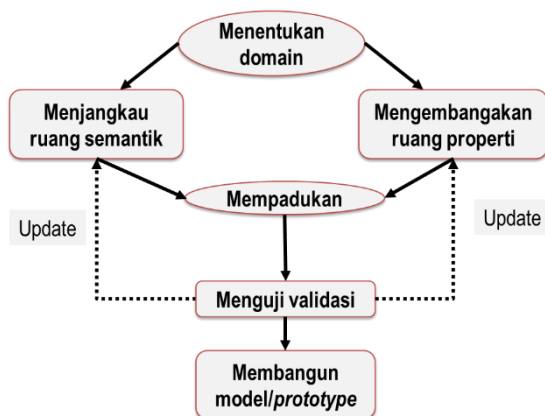 Menentukan
domain
Menjangkau
ruang semantik
Mengembangakan
ruang properti
Mempadukan
Update
Update
Menguji validasi
Membangun
model/prototype